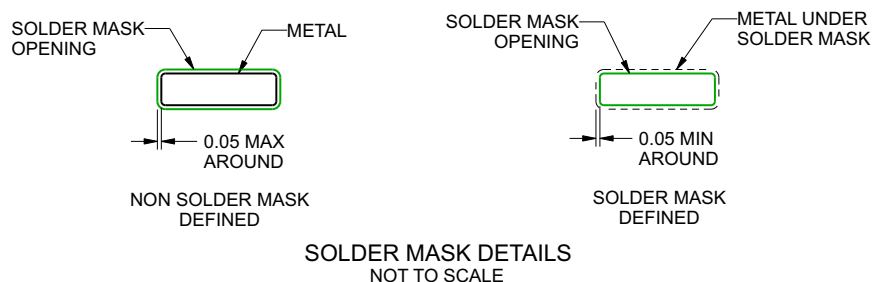 SOLDER MASK
OPENING
METAL
0.05 MAX
AROUND
NON SOLDER MASK
DEFINED
SOLDER MASK
OPENING
METAL UNDER
SOLDER MASK
0.05 MIN
AROUND
SOLDER MASK
DEFINED
SOLDER MASK DETAILS
NOT TO SCALE